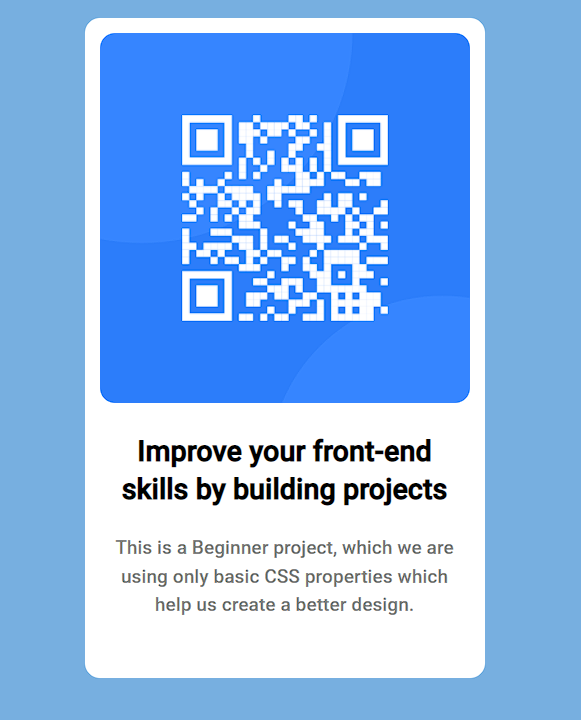 Improve your front-end
skills by building projects
This is a Beginner project, which we are
using only basic CSS properties which
help us create a better design.